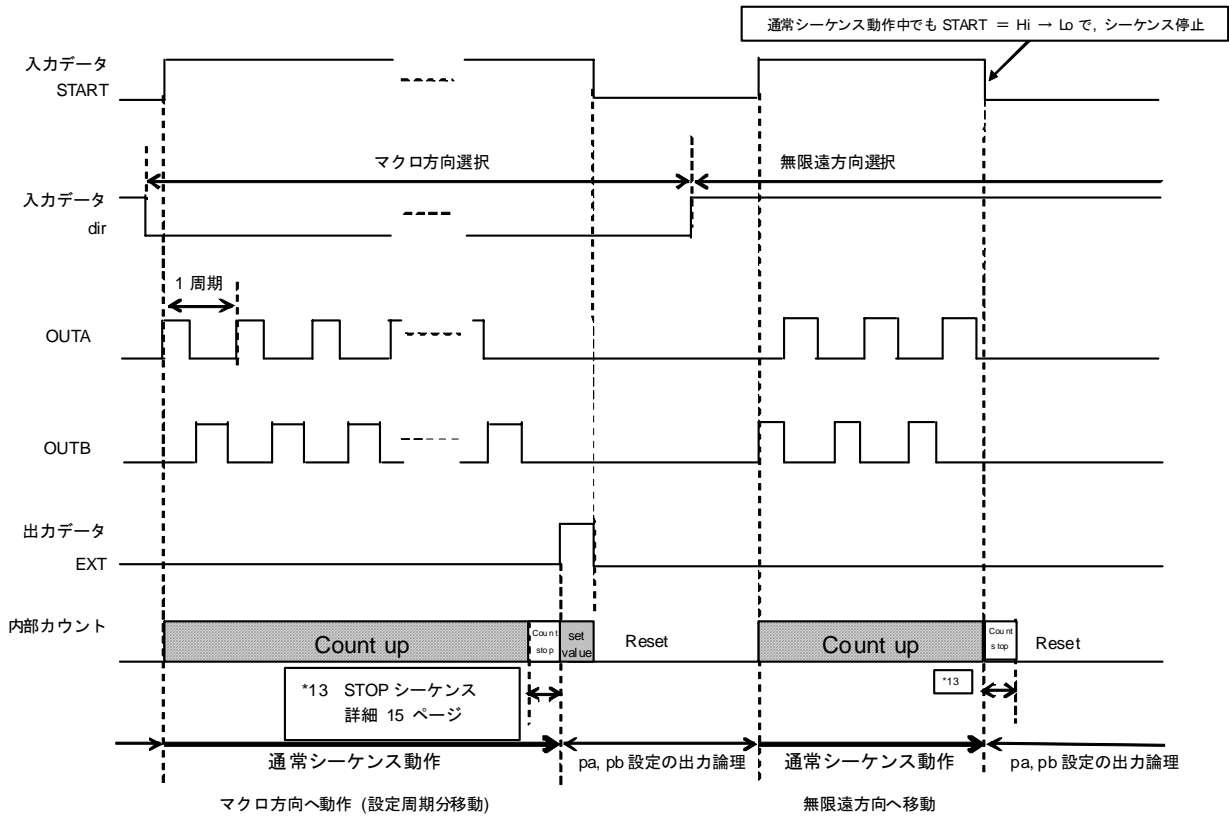 通常シーケンス動作中でも START = Hi → Lo で, シーケンス停止
入力データ
START
マクロ方向選択
無限遠方向選択
入力データ
dir
1 周期
OUTA
OUTB
出力データ
EXT
内部カウント
Count up
Count
stop
set
value
Reset
Count up
Count
stop
Reset
*13 STOP シーケンス
詳細 15 ページ
*13
通常シーケンス動作
pa, pb 設定の出力論理
通常シーケンス動作
pa, pb 設定の出力論理
マクロ方向へ動作 (設定周期分移動)
無限遠方向へ移動